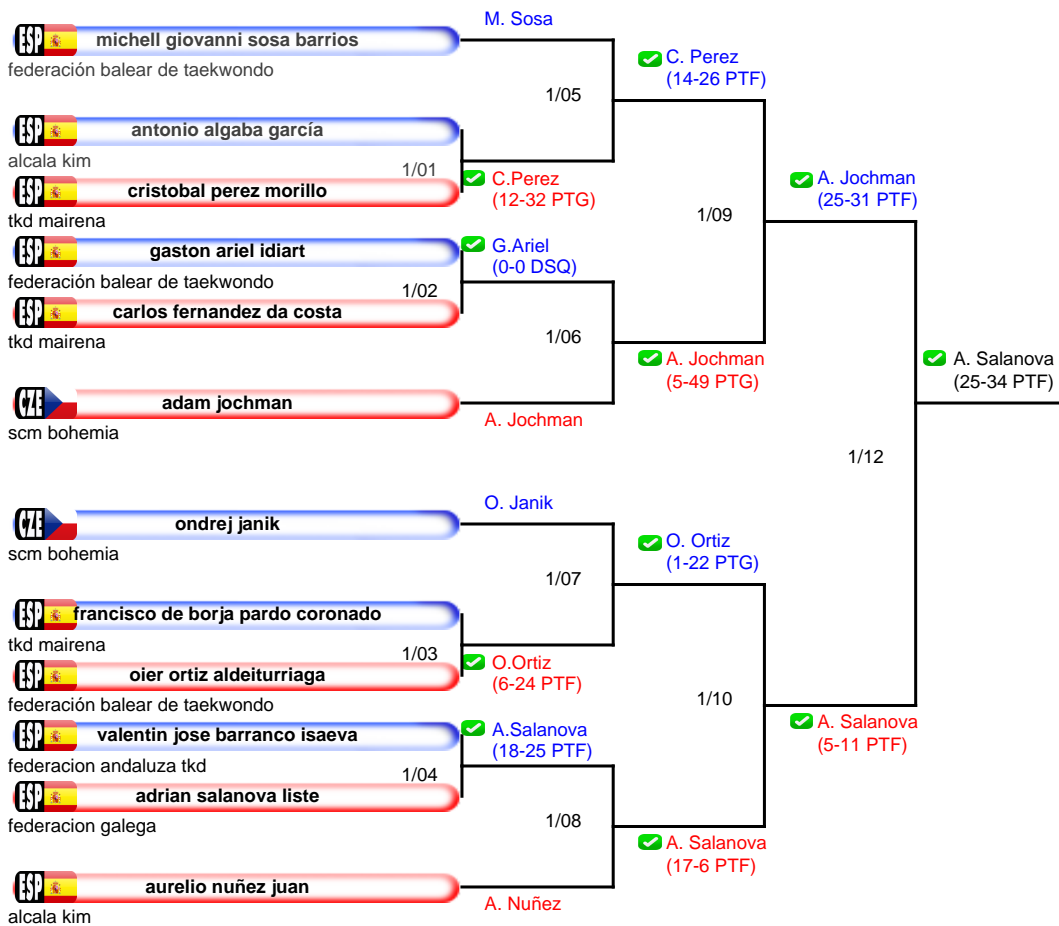 M. Sosa
ESP michell giovanni sosa barrios
federación balear de taekwondo
C. Perez
(14-26 PTF)
1/05
ESP antonio algaba garcía
alcala kim
1/01
C.Perez
(12-32 PTG)
ESP cristobal perez morillo
tkd mairena
A. Jochman
(25-31 PTF)
1/09
ESP gaston ariel idiart
federación balear de taekwondo
G.Ariel
(0-0 DSQ)
1/02
ESP carlos fernandez da costa
tkd mairena
1/06
A. Jochman
(5-49 PTG)
A. Salanova
(25-34 PTF)
CZE adam jochman
scm bohemia
A. Jochman
1/12
O. Janik
CZE ondrej janik
scm bohemia
O. Ortiz
(1-22 PTG)
1/07
ESP francisco de borja pardo coronado
tkd mairena
1/03
O.Ortiz
(6-24 PTF)
ESP oier ortiz aldeiturriaga
federación balear de taekwondo
1/10
A. Salanova
(5-11 PTF)
ESP valentin jose barranco isaeva
federacion andaluza tkd
A.Salanova
(18-25 PTF)
1/04
ESP adrian salanova liste
federacion galega
1/08
A. Salanova
(17-6 PTF)
ESP aurelio nuñez juan
alcala kim
A. Nuñez